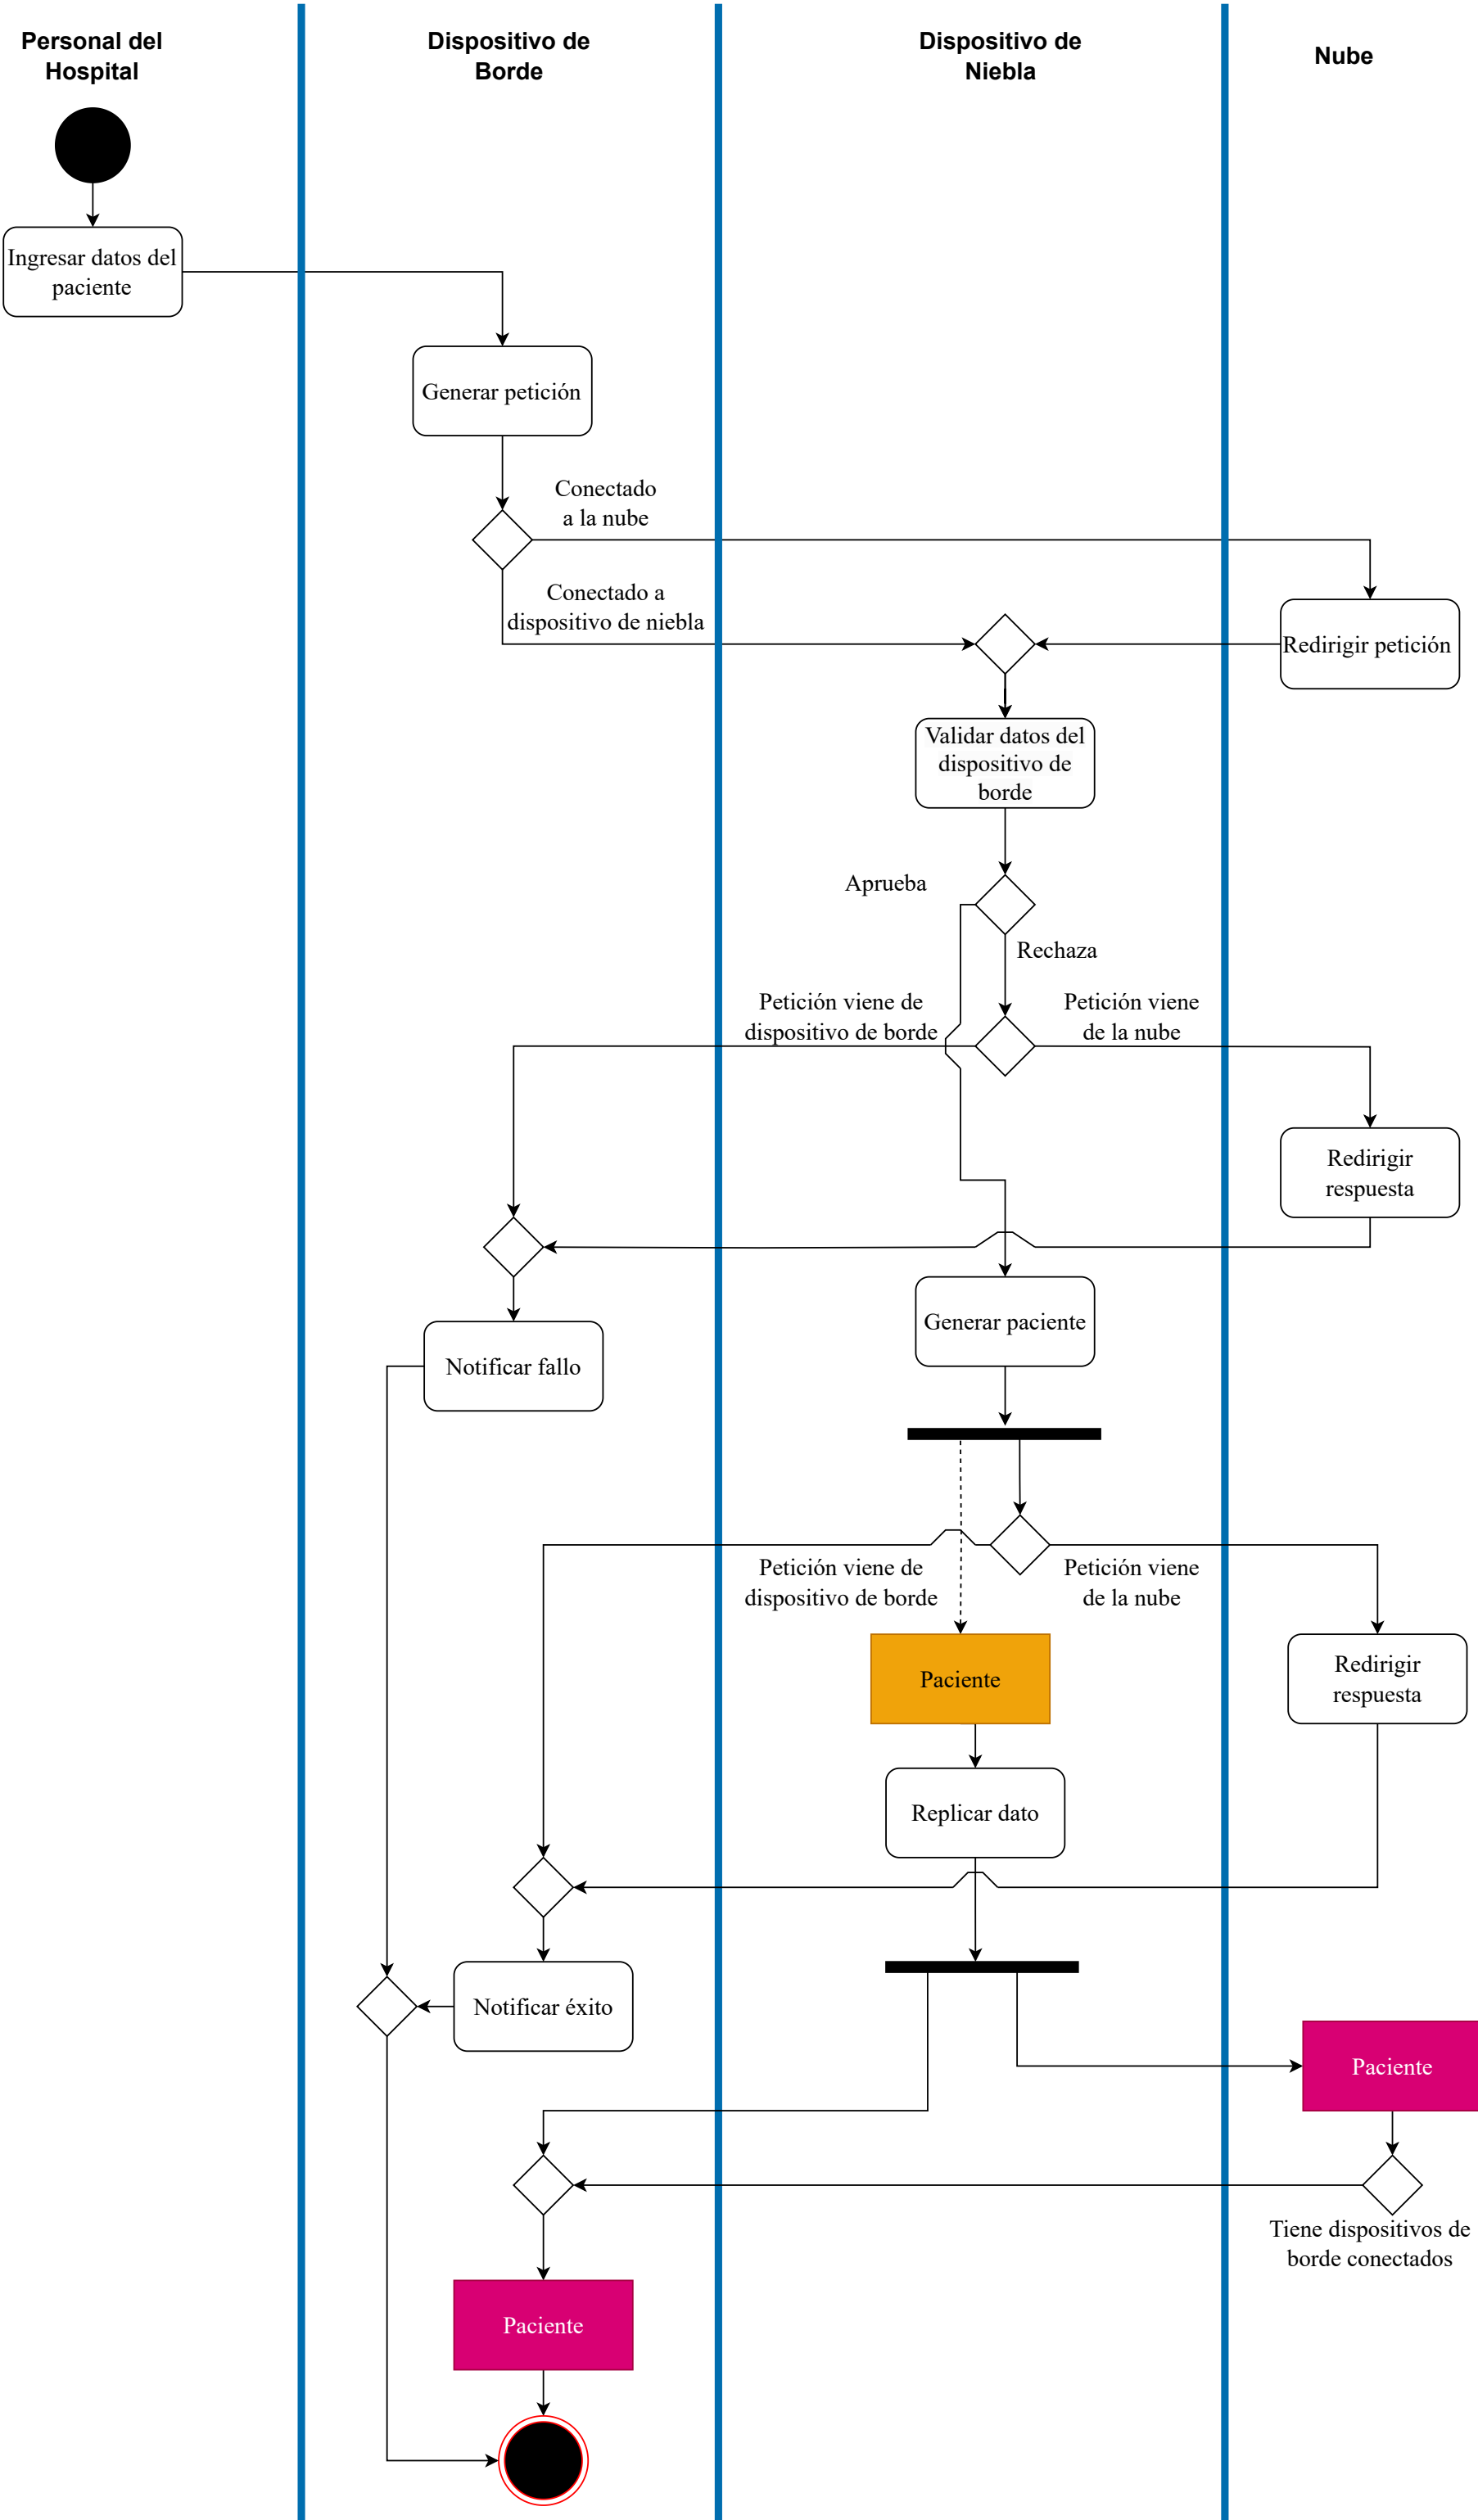 Personal del
Hospital
Dispositivo de
Borde
Dispositivo de
Niebla
Nube
Ingresar datos del
paciente
Generar petición
Conectado
a la nube
Conectado a
dispositivo de niebla
Redirigir petición
Validar datos del
dispositivo de
borde
Aprueba
Rechaza
Petición viene de
dispositivo de borde
Petición viene
de la nube
Redirigir
respuesta
Generar paciente
Notificar fallo
Petición viene de
dispositivo de borde
Petición viene
de la nube
Paciente
Redirigir
respuesta
Replicar dato
Notificar éxito
Paciente
Tiene dispositivos de
borde conectados
Paciente